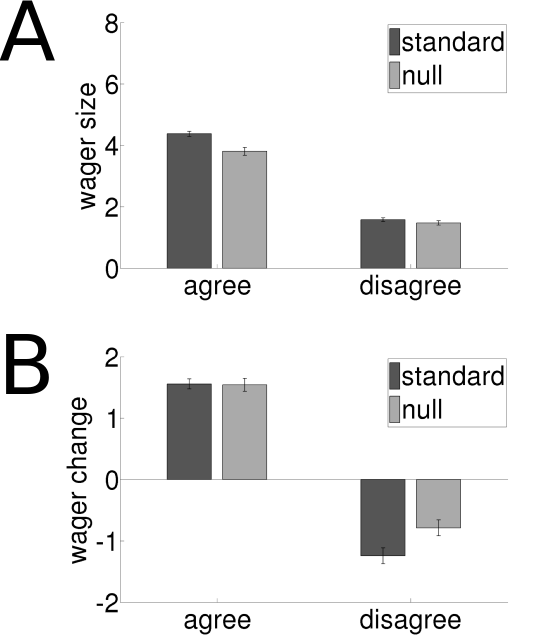 A
8
6
4
2
0
wager size
standard
null
agree disagree
B
2
1
0
-1
-2
wager change
standard
null
agree disagree